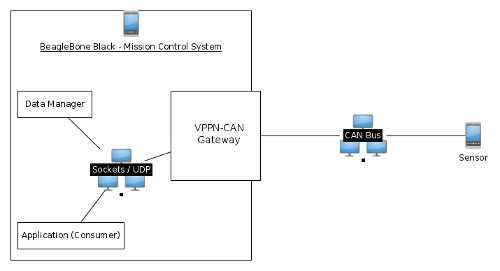 BeagleBone Black - Mission Control System
Data Manager
VPPN-CAN
Gateway
Sockets / UDP
CAN Bus
Sensor
Application (Consumer)